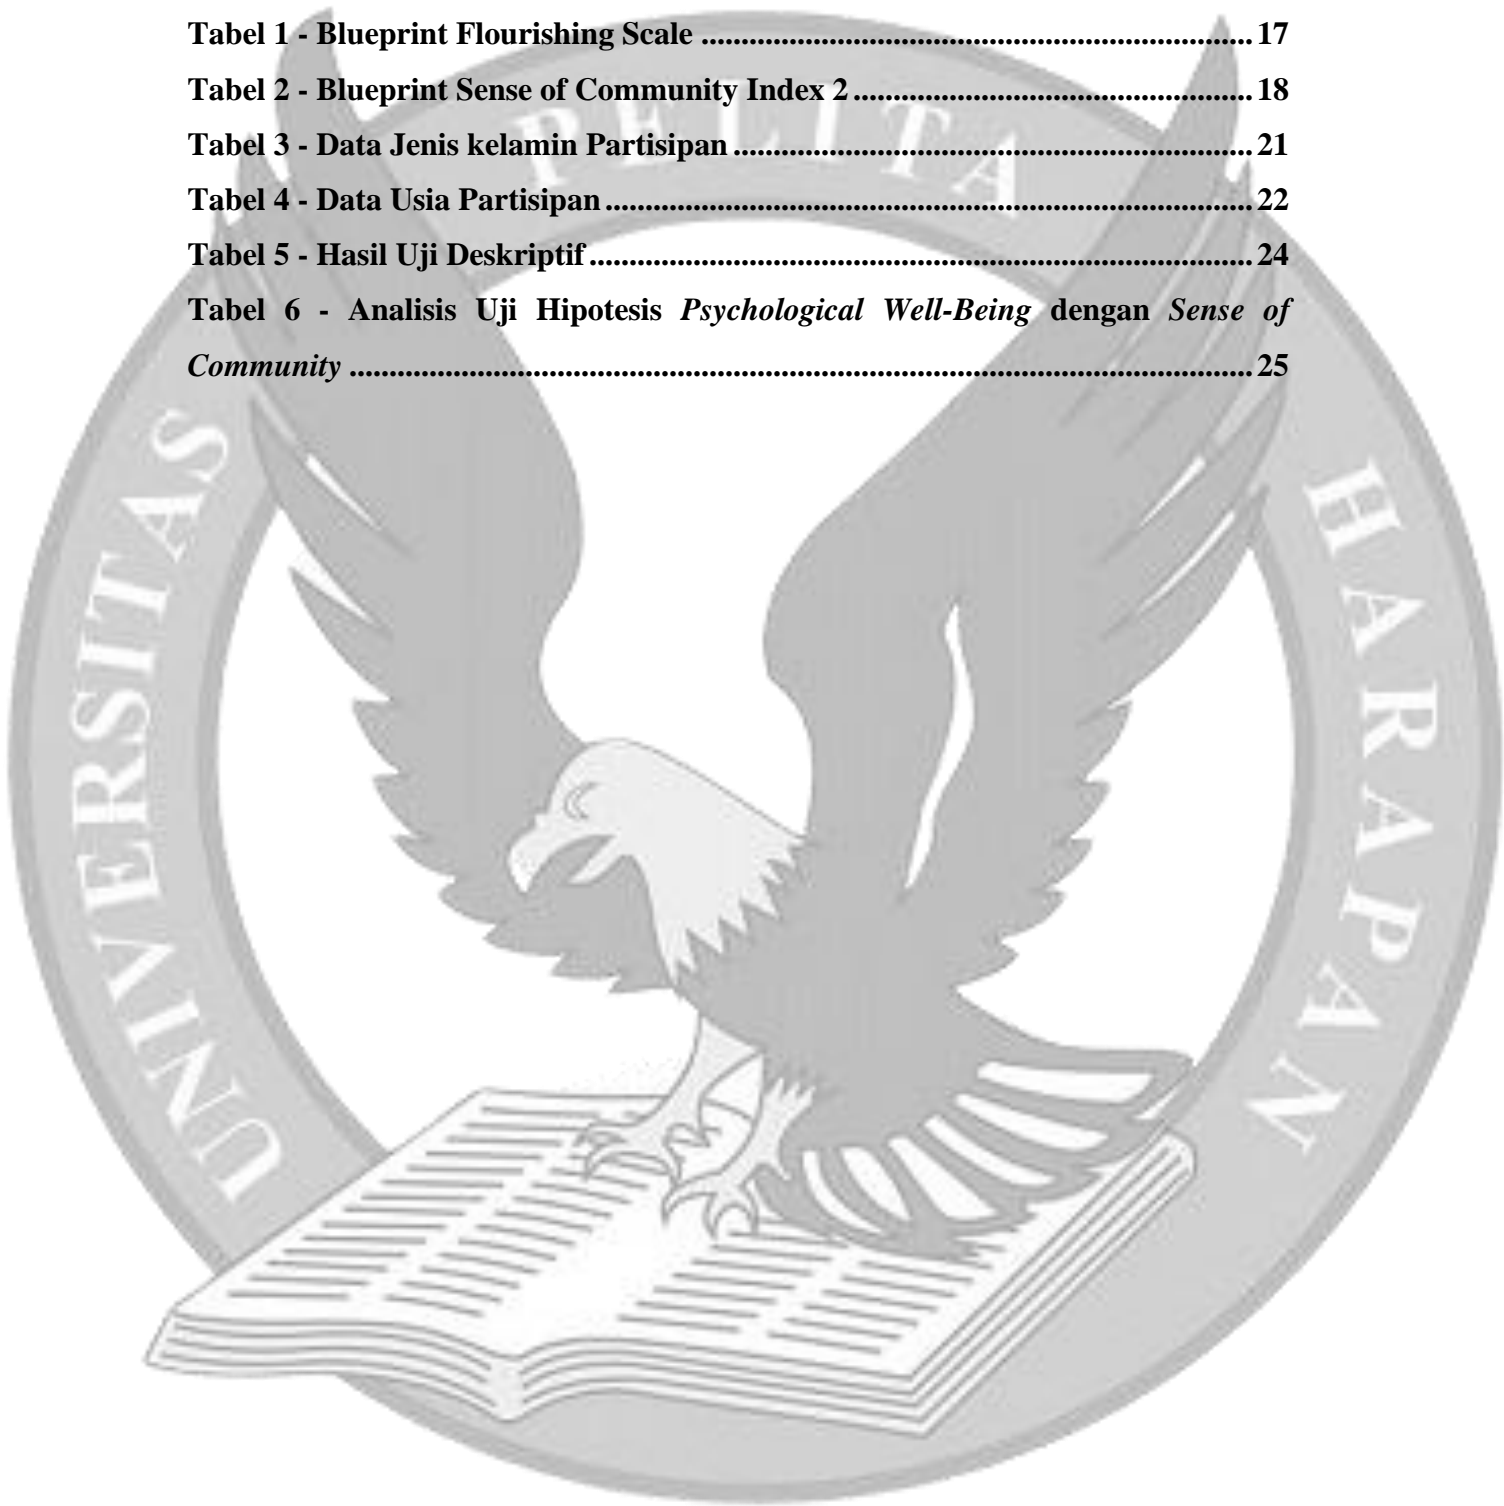 Tabel 1 - Blueprint Flourishing Scale ..................................................................... 17
Tabel 2 - Blueprint Sense of Community Index 2 .................................................. 18
Tabel 3 - Data Jenis kelamin Partisipan ................................................................. 21
Tabel 4 - Data Usia Partisipan ................................................................................. 22
Tabel 5 - Hasil Uji Deskriptif ................................................................................... 24
Tabel 6 - Analisis Uji Hipotesis Psychological Well-Being dengan Sense of
Community ................................................................................................................. 25
UNIVERSITAS PELITA HARAPAN